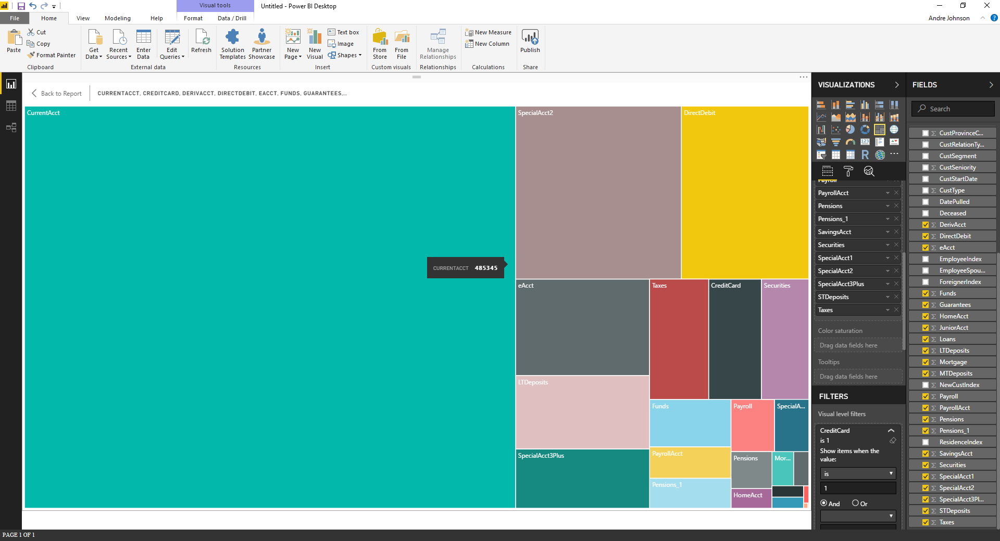 Visual tools
Untitled - Power BI Desktop
File
Home
View
Modeling
Help
Format
Data / Drill
Andre Johnson
Paste
Cut
Copy
Format Painter
Clipboard
Get Data
Recent Sources
Enter Data
Edit Queries
Refresh
External data
Solution Templates
Partner Showcase
Resources
New Page
New Visual
Text box
Image
Shapes
Insert
From Store
From File
Custom visuals
Manage Relationships
Relationships
New Measure
New Column
Calculations
Publish
Share
Back to Report
CURRENTACCT, CREDITCARD, DERIVACCT, DIRECTDEBIT, EACCT, FUNDS, GUARANTEES,...
CurrentAcct
SpecialAcct2
DirectDebit
CURRENTACCT 485345
eAcct
Taxes
CreditCard
Securities
LTDeposits
Funds
Payroll
SpecialA...
SpecialAcct3Plus
PayrollAcct
Pensions
Mor...
Pensions_1
HomeAcct
VISUALIZATIONS
123
R
Payroll
PayrollAcct
Pensions
Pensions_1
SavingsAcct
Securities
SpecialAcct1
SpecialAcct2
SpecialAcct3Plus
STDeposits
Taxes
Color saturation
Drag data fields here
Tooltips
Drag data fields here
FILTERS
Visual level filters
CreditCard
is 1
Show items when the
value:
is
1
And
Or
FIELDS
Search
CustProvinceC...
CustRelationTy...
CustSegment
CustSeniority
CustStartDate
CustType
DatePulled
Deceased
DerivAcct
DirectDebit
eAcct
EmployeeIndex
EmployeeSpou...
ForeignerIndex
Funds
Guarantees
HomeAcct
JuniorAcct
Loans
LTDeposits
Mortgage
MTDeposits
NewCustIndex
Payroll
PayrollAcct
Pensions
Pensions_1
ResidenceIndex
SavingsAcct
Securities
SpecialAcct1
SpecialAcct2
SpecialAcct3Pl...
STDeposits
Taxes
PAGE 1 OF 1